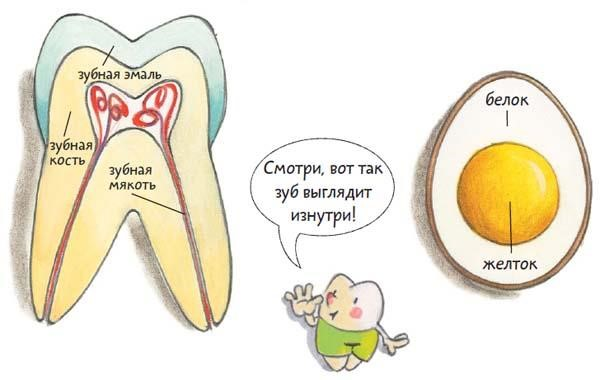 зубная эмаль
зубная
кость
зубная
мякоть
Смотри, вот так
зуб выглядит
изнутри!
белок
желток